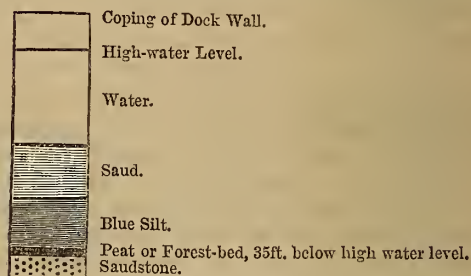 Coping of Dock Wall.
High-water Level.
Water.
Saud.
Blue Silt.
Peat or Forest-bed, 35ft. below high water level.
Saudstone.